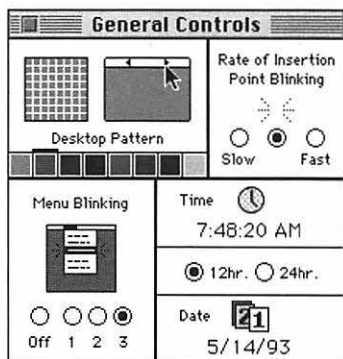 General Controls
Rate of Insertion
Point Blinking
Desktop Pattern
Slow Fast
Menu Blinking
Off 1 2 3
Time
7:48:20 AM
12hr. 24hr.
Date 21
5/14/93